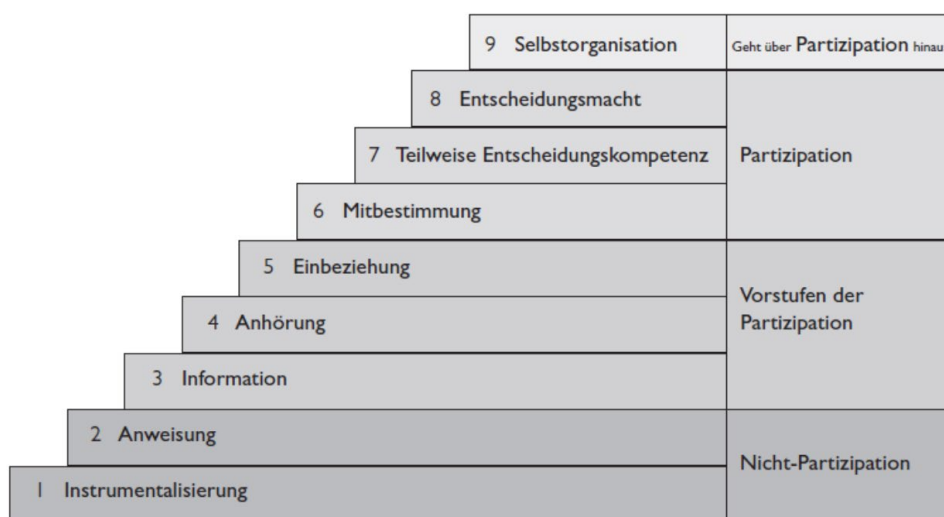 9 Selbstorganisation
Geht über Partizipation hinau
8 Entscheidungsmacht
7 Teilweise Entscheidungskompetenz
Partizipation
6 Mitbestimmung
5 Einbeziehung
4 Anhörung
Vorstufen der
Partizipation
3 Information
2 Anweisung
Nicht-Partizipation
1 Instrumentalisierung